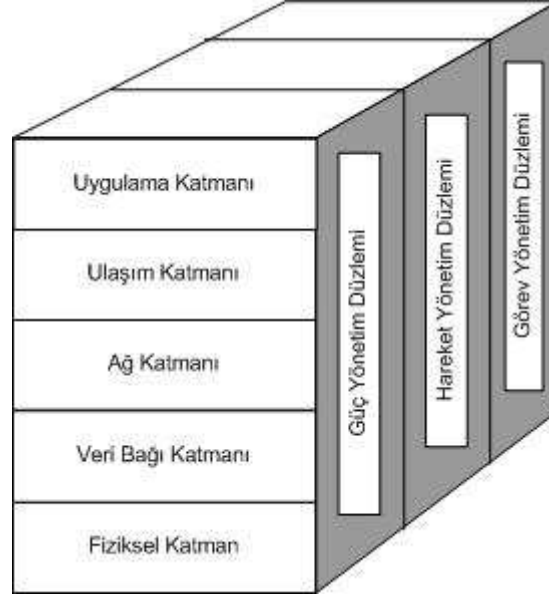 Uygulama Katmanı
Ulaşım Katmanı
Ağ Katmanı
Veri Bağı Katmanı
Fiziksel Katman
Güç Yönetim Düzlemi
Hareket Yönetim Düzlemi
Görev Yönetim Düzlemi